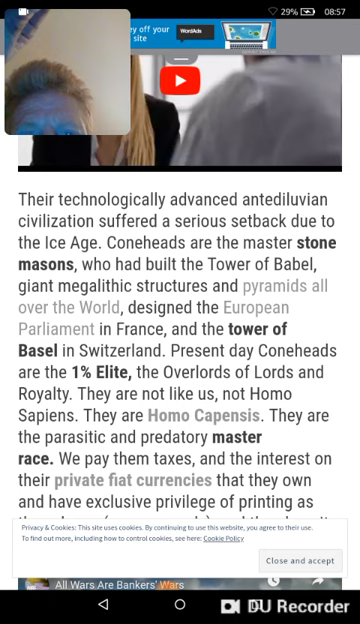 29% 08:57
y off your
site
WordAds
Their technologically advanced antediluvian
civilization suffered a serious setback due to
the Ice Age. Coneheads are the master stone
masons, who had built the Tower of Babel,
giant megalithic structures and pyramids all
over the World, designed the European
Parliament in France, and the tower of
Basel in Switzerland. Present day Coneheads
are the 1% Elite, the Overlords of Lords and
Royalty. They are not like us, not Homo
Sapiens. They are Homo Capensis. They are
the parasitic and predatory master
race. We pay them taxes, and the interest on
their private fiat currencies that they own
and have exclusive privilege of printing as
Privacy & Cookies: This site uses cookies. By continuing to use this website, you agree to their use.
To find out more, including how to control cookies, see here: Cookie Policy
Close and accept
All Wars Are Bankers' Wars
DU Recorder